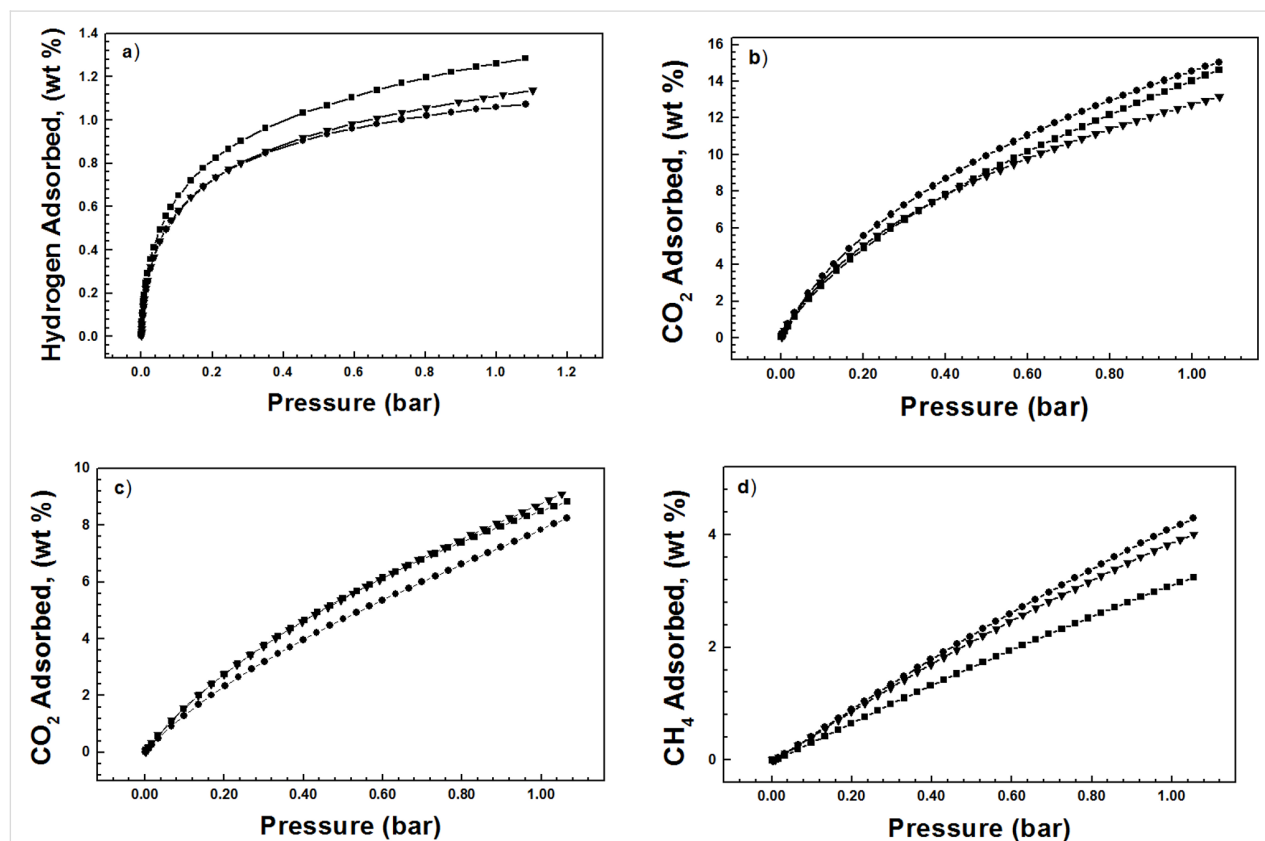 a)
Hydrogen Adsorbed, (wt %)
1.4
1.2
1.0
0.8
0.6
0.4
0.2
0.0
0.0 0.2 0.4 0.6 0.8 1.0 1.2
Pressure (bar)
b)
CO2 Adsorbed, (wt %)
16
14
12
10
8
6
4
2
0
0.00 0.20 0.40 0.60 0.80 1.00
Pressure (bar)
c)
CO2 Adsorbed, (wt %)
10
8
6
4
2
0
0.00 0.20 0.40 0.60 0.80 1.00
Pressure (bar)
d)
CH4 Adsorbed, (wt %)
4
2
0
0.00 0.20 0.40 0.60 0.80 1.00
Pressure (bar)